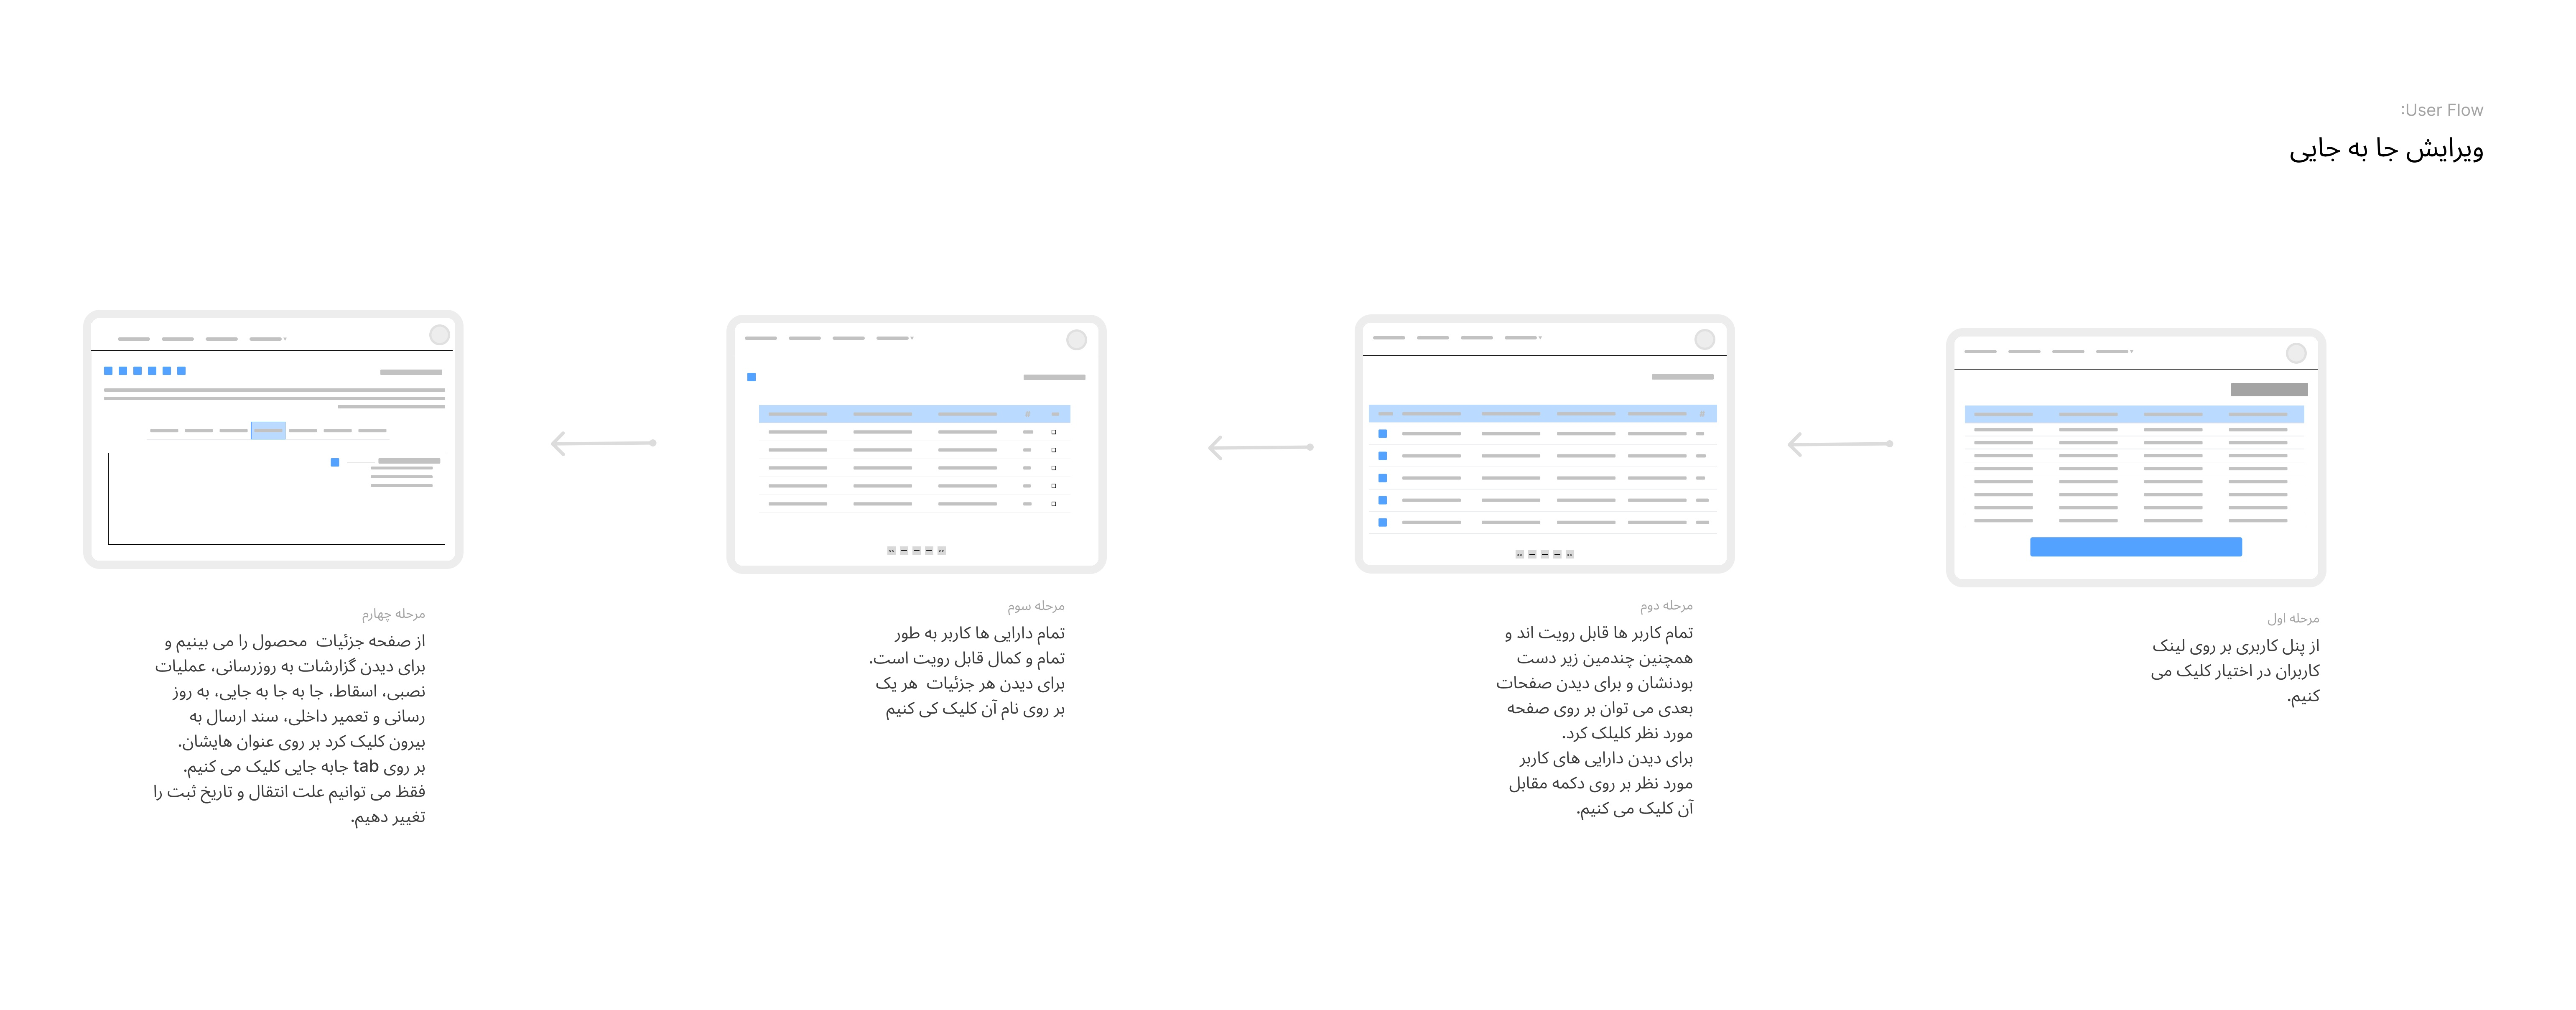 User Flow:
ویرایش جا به جایی
مرحله اول
از پنل کاربری بر روی لینک
کاربران در اختیار کلیک می
کنیم.
مرحله دوم
تمام کاربر ها قابل رویت اند و
همچنین چندمین زیر دست
بودنشان و برای دیدن صفحات
بعدی می توان بر روی صفحه
مورد نظر کلیلک کرد.
برای دیدن دارایی های کاربر
مورد نظر بر روی دکمه مقابل
آن کلیک می کنیم.
مرحله سوم
تمام دارایی ها کاربر به طور
تمام و کمال قابل رویت است.
برای دیدن هر جزئیات هر یک
بر روی نام آن کلیک کی کنیم
مرحله چهارم
از صفحه جزئیات محصول را می بینیم و
برای دیدن گزارشات به روزرسانی، عملیات
نصبی، اسقاط، جا به جا به جایی، به روز
رسانی و تعمیر داخلی، سند ارسال به
بیرون کلیک کرد بر روی عنوان هایشان.
بر روی tab جابه جایی کلیک می کنیم.
فقظ می توانیم علت انتقال و تاریخ ثبت را
تغییر دهیم.